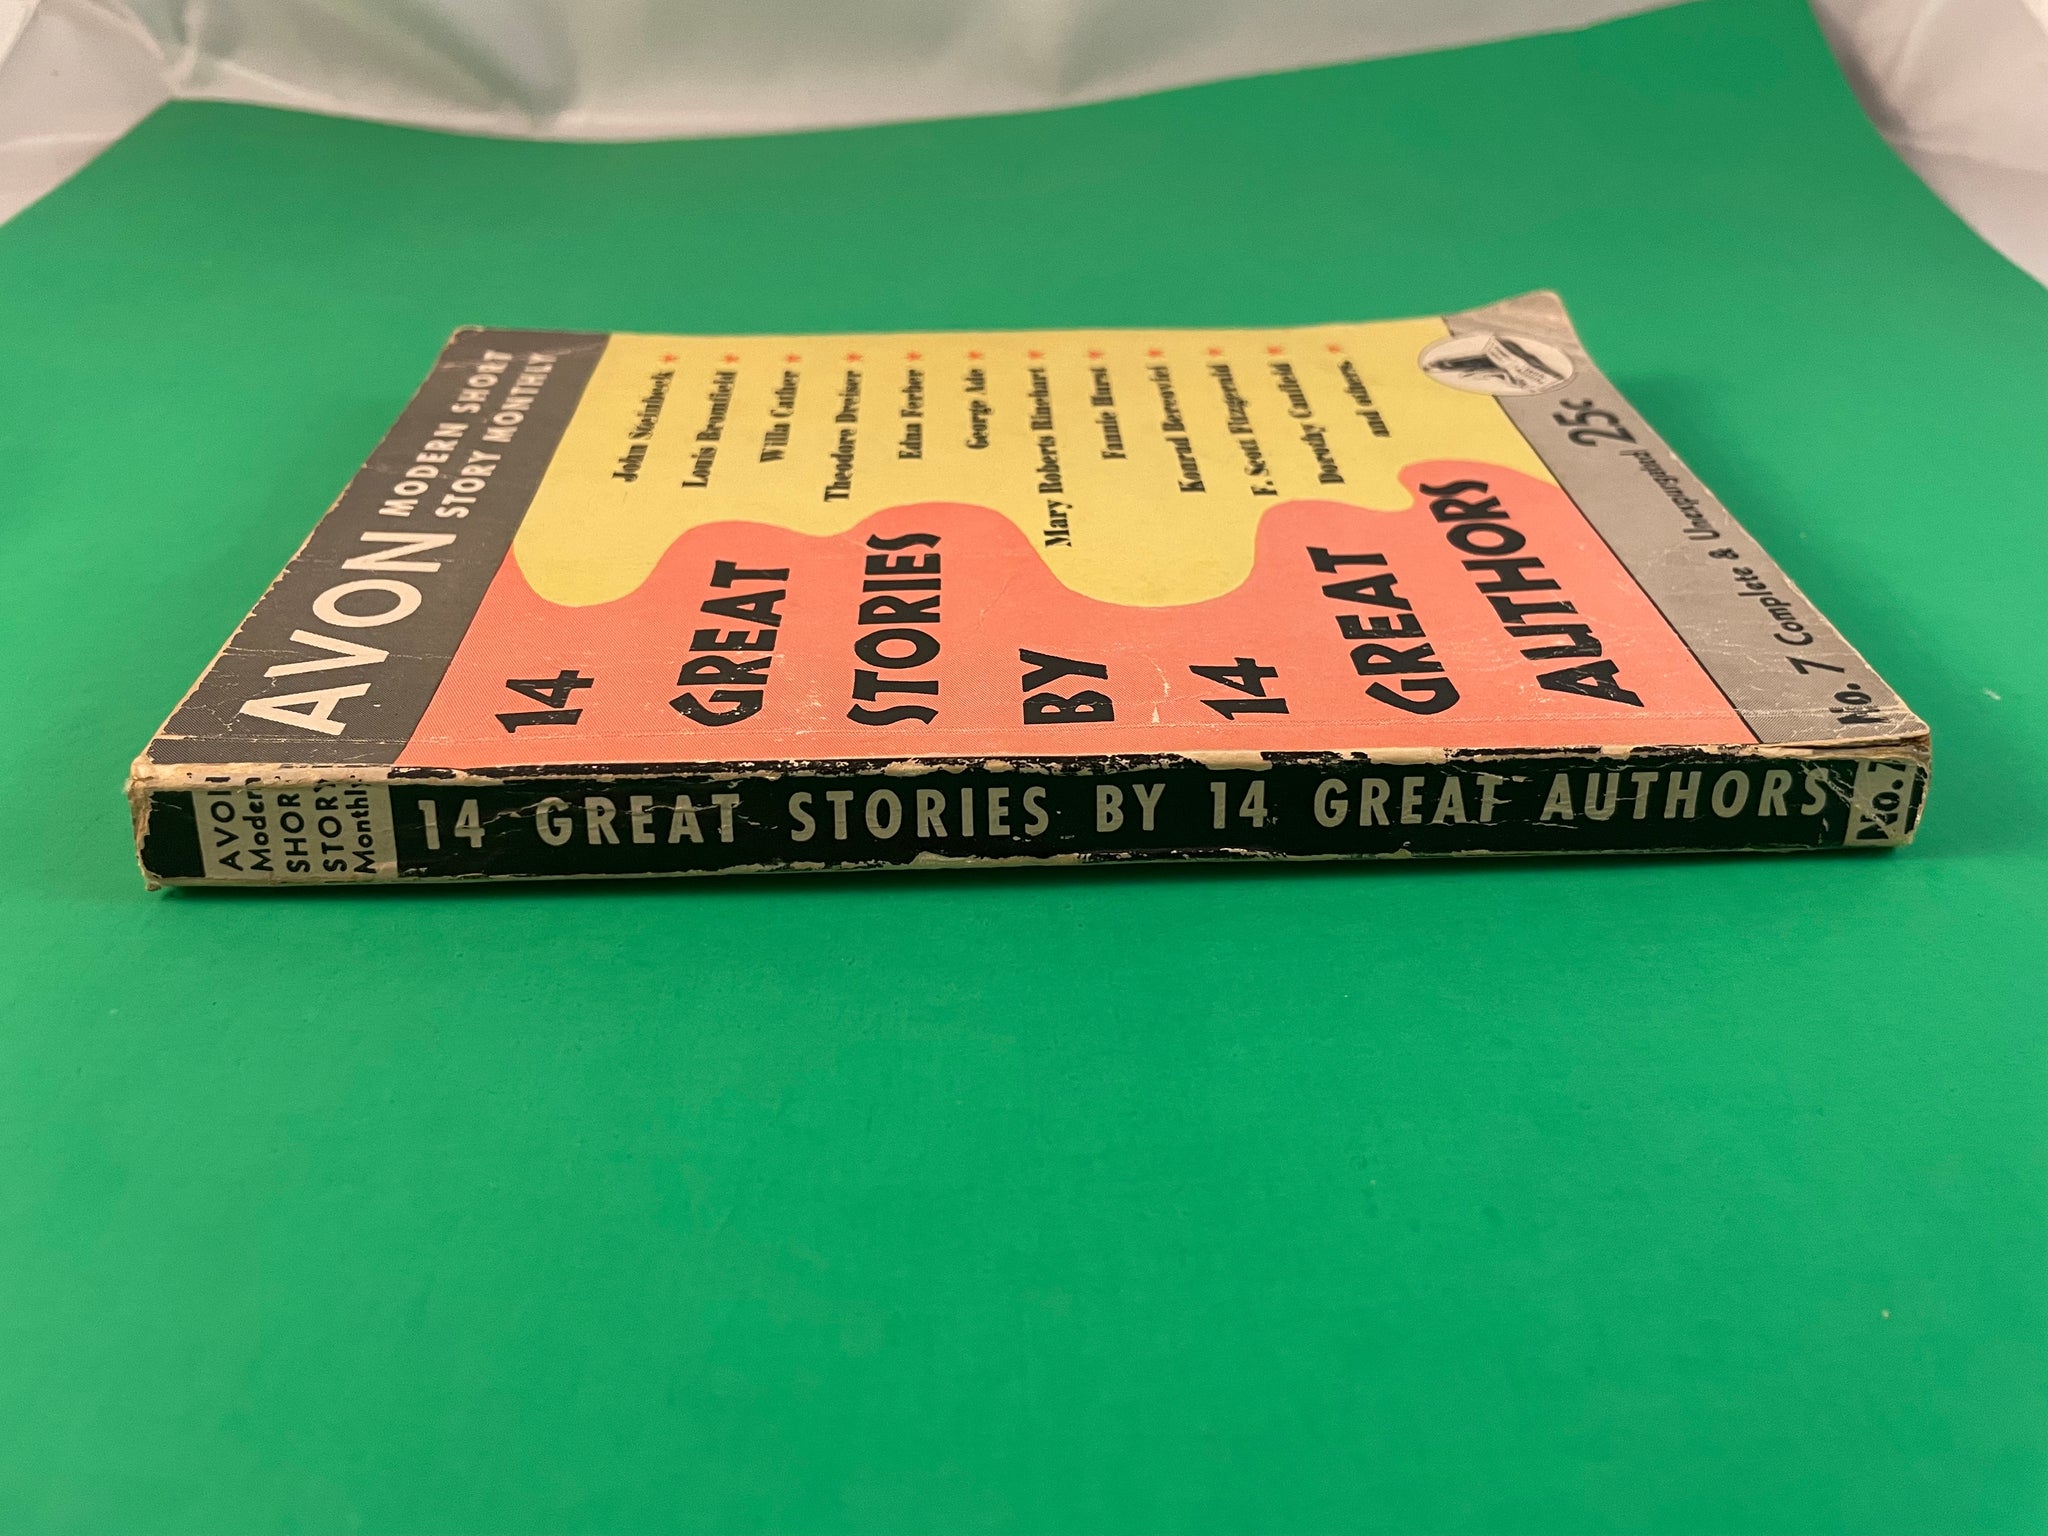 AVON
MODERN SHORT
STORY MONTHLY
14
GREAT
STORIES
BY
14
GREAT
AUTHORS
John Steinbeck
Louis Bromfield
Willa Cather
Theodore Dreiser
Edna Ferber
George Ade
Mary Roberts Rinehart
Fannie Hurst
Konrad Bercovici
F. Scott Fitzgerald
Dorothy Canfield
and others
No. 7 Complete & Unexpurgated 25c
AVON
Modern
SHORT
STORY
Monthly
14 GREAT STORIES BY 14 GREAT AUTHORS
No. 7